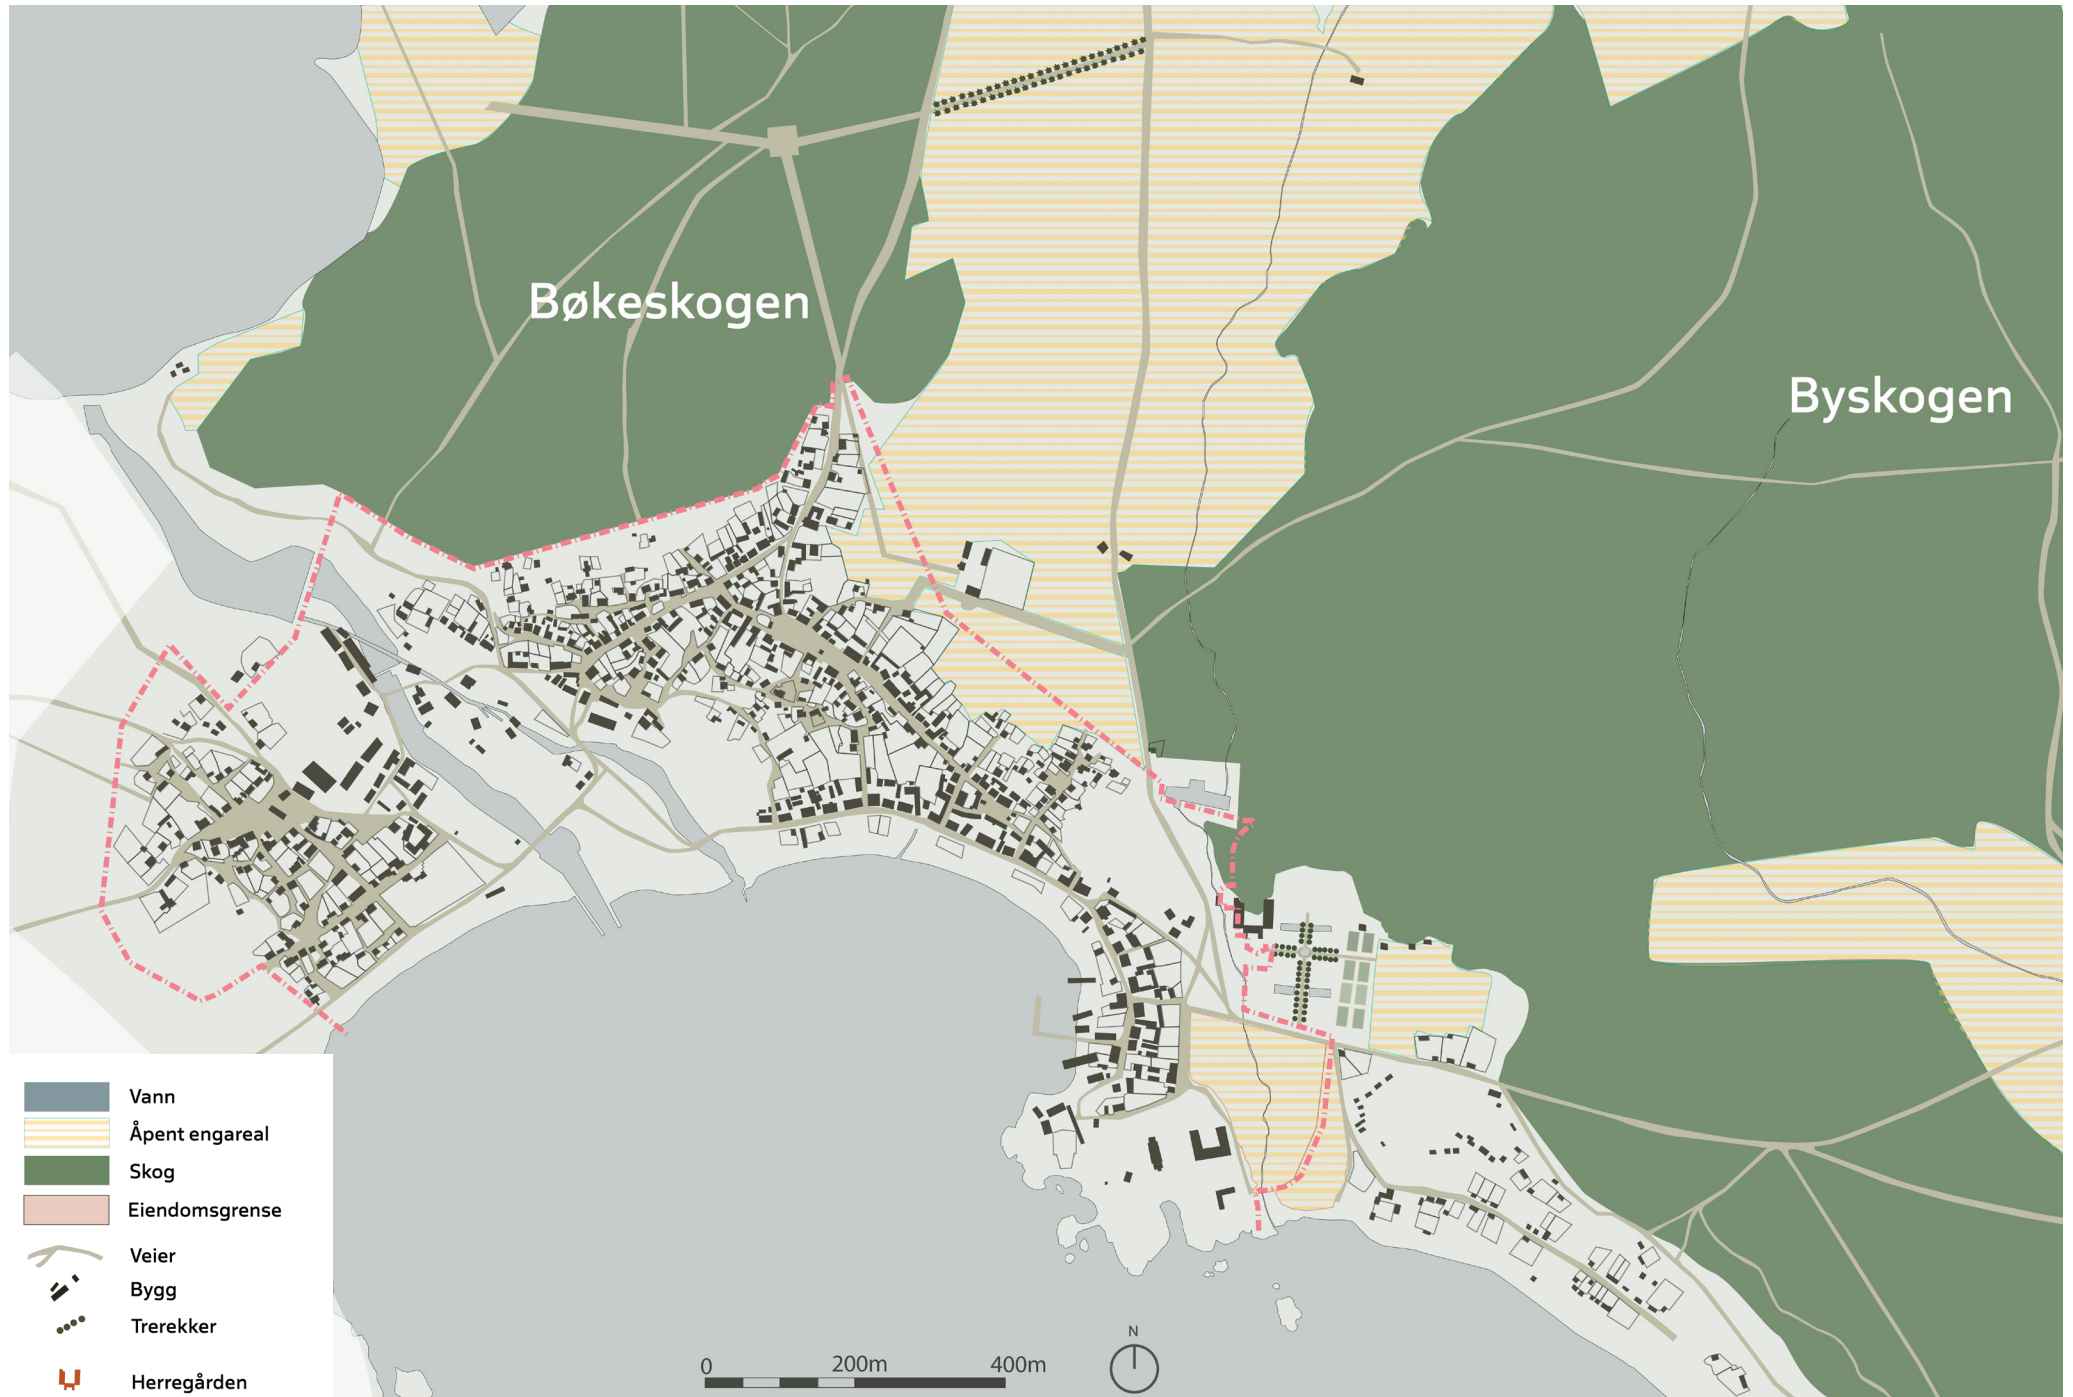 Bøkeskogen
Byskogen
Vann
Åpent engareal
Skog
Eiendomsgrense
Veier
Bygg
Trerekker
Herregården
0 200m 400m
N